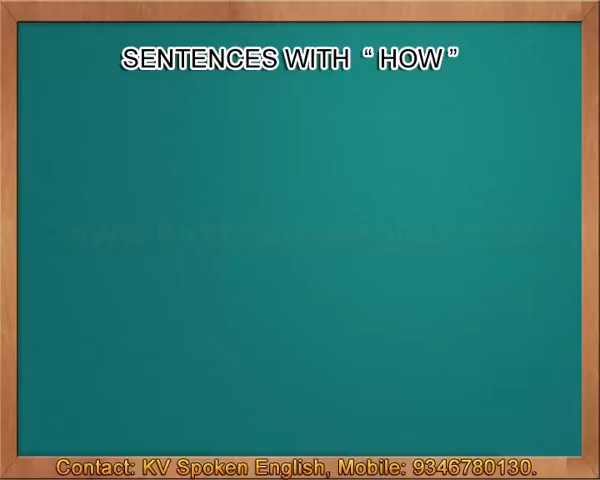 SENTENCES WITH “ HOW ”
Contact: KV Spoken English, Mobile: 9346780130.